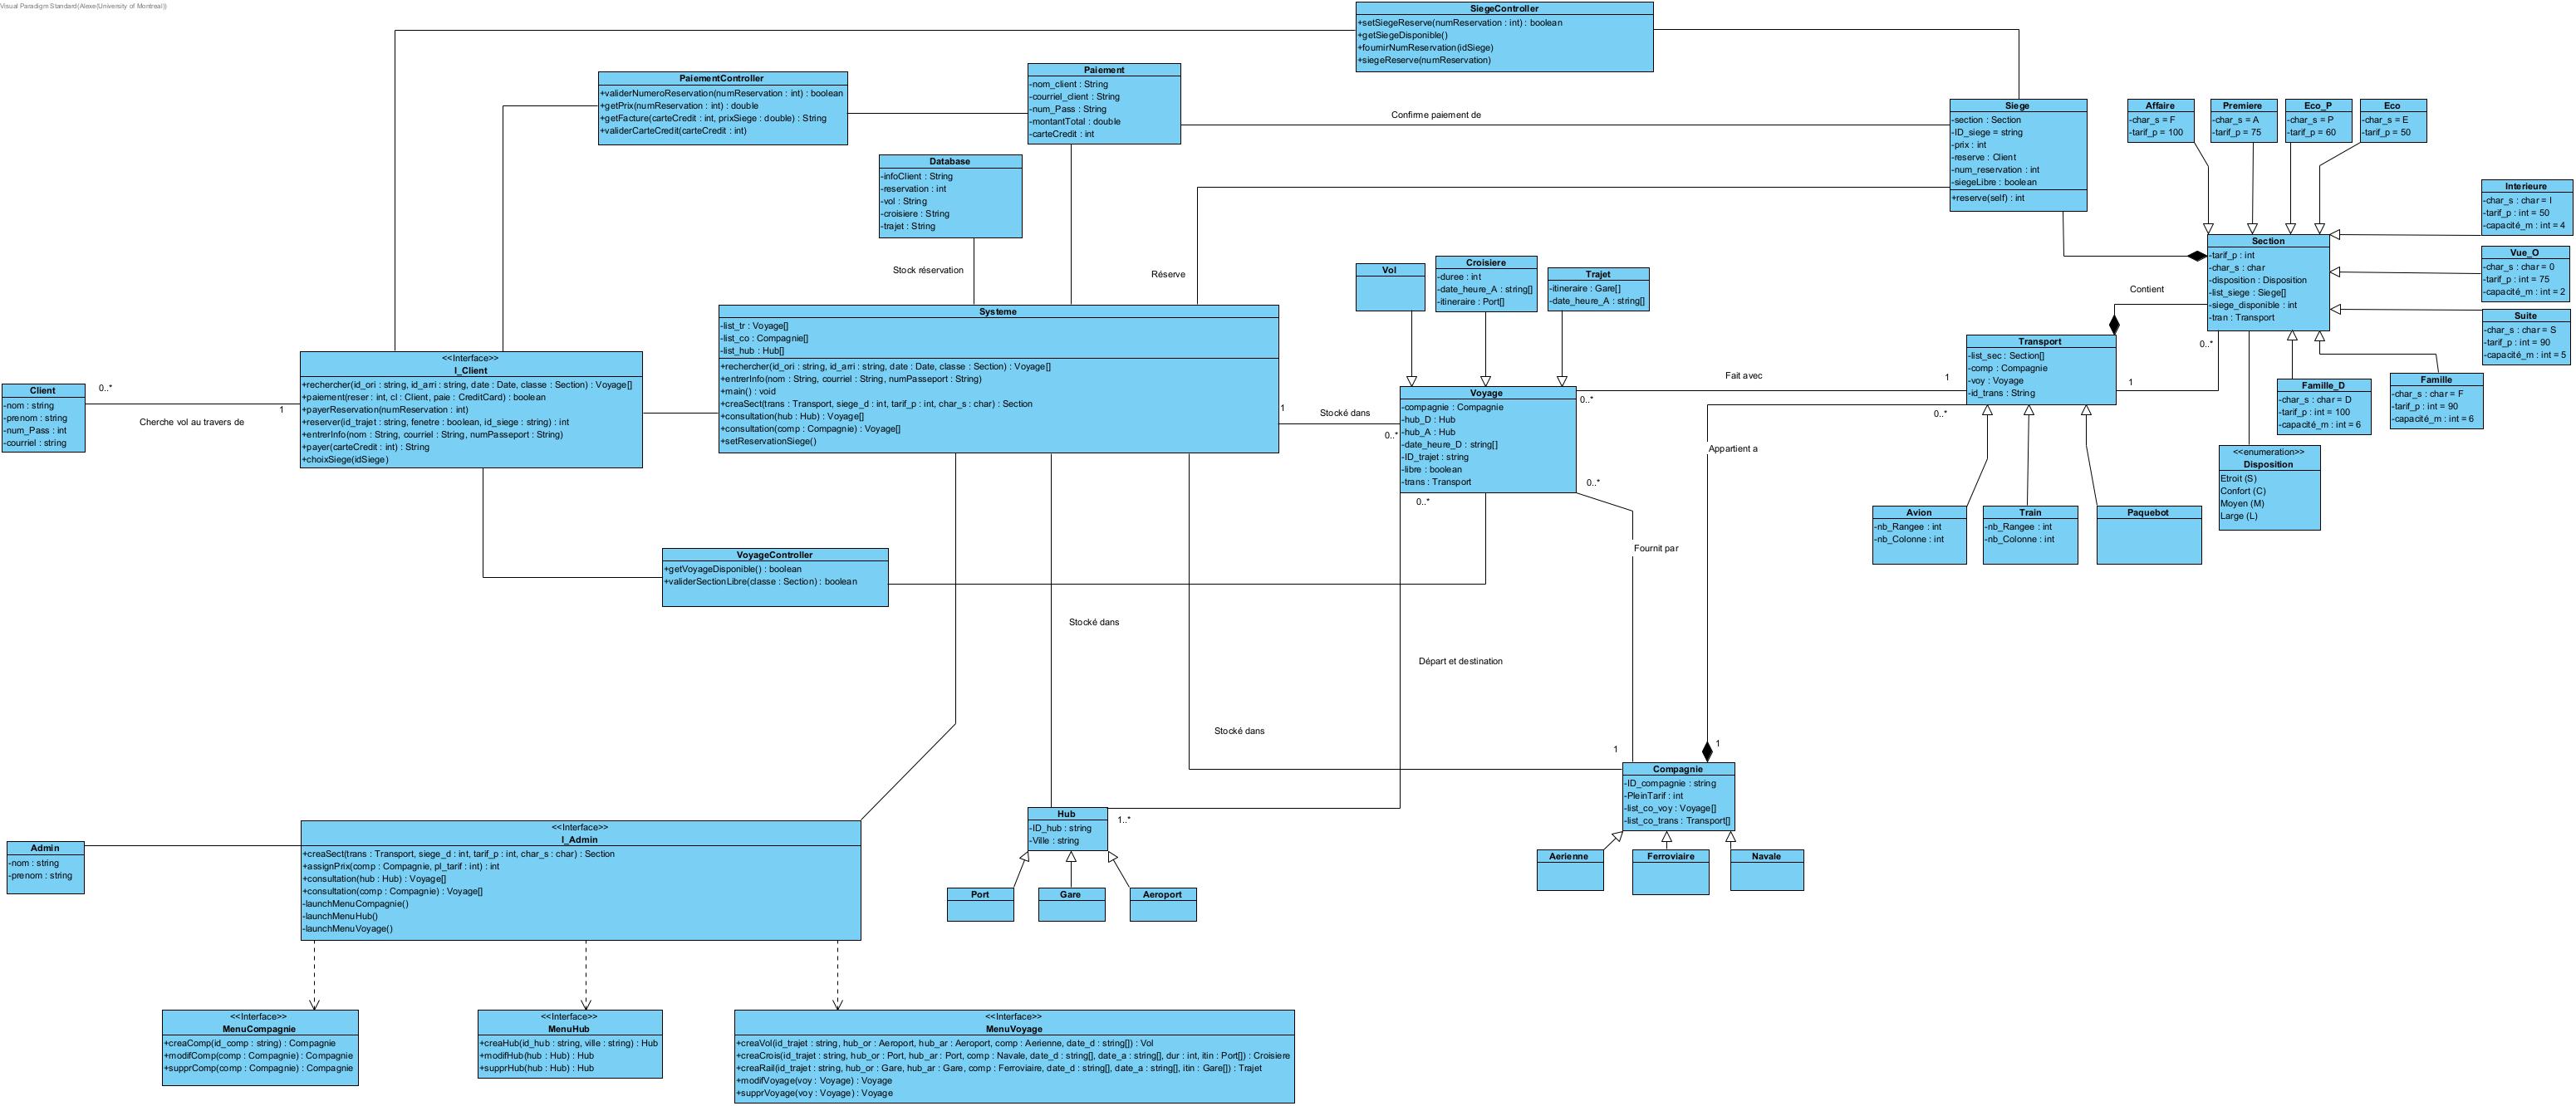 Visual Paradigm Standard(Alexe(University of Montreal))
SiegeController
+setSiegeReserve(numReservation : int) : boolean
+getSiegeDisponible()
+fournirNumReservation(idSiege)
+siegeReserve(numReservation)
PaiementController
+validerNumeroReservation(numReservation : int) : boolean
+getPrix(numReservation : int) : double
+getFacture(carteCredit : int, prixSiege : double) : String
+validerCarteCredit(carteCredit : int)
Paiement
-nom_client : String
-courriel_client : String
-num_Pass : String
-montantTotal : double
-carteCredit : int
Confirme paiement de
Siege
-section : Section
-ID_siege = string
-prix : int
-reserve : Client
-num_reservation : int
-siegeLibre : boolean
+reserve(self) : int
Affaire
-char_s = F
-tarif_p = 100
Premiere
-char_s = A
-tarif_p = 75
Eco_P
-char_s = P
-tarif_p = 60
Eco
-char_s = E
-tarif_p = 50
Database
-infoClient : String
-reservation : int
-vol : String
-croisiere : String
-trajet : String
Interieure
-char_s : char = I
-tarif_p : int = 50
-capacité_m : int = 4
Section
-tarif_p : int
-char_s : char
-disposition : Disposition
-list_siege : Siege[]
-siege_disponible : int
-tran : Transport
Vue_O
-char_s : char = 0
-tarif_p : int = 75
-capacité_m : int = 2
Suite
-char_s : char = S
-tarif_p : int = 90
-capacité_m : int = 5
Stock réservation
Réserve
Vol
Croisiere
-duree : int
-date_heure_A : string[]
-itineraire : Port[]
Trajet
-itineraire : Gare[]
-date_heure_A : string[]
Contient
Systeme
-list_tr : Voyage[]
-list_co : Compagnie[]
-list_hub : Hub[]
+rechercher(id_ori : string, id_arri : string, date : Date, classe : Section) : Voyage[]
+entrerInfo(nom : String, courriel : String, numPasseport : String)
+main() : void
+creaSect(trans : Transport, siege_d : int, tarif_p : int, char_s : char) : Section
+consultation(hub : Hub) : Voyage[]
+consultation(comp : Compagnie) : Voyage[]
+setReservationSiege()
Transport
-list_sec : Section[]
-comp : Compagnie
-voy : Voyage
-id_trans : String
0..*
1
<<Interface>>
I_Client
+rechercher(id_ori : string, id_arri : string, date : Date, classe : Section) : Voyage[]
+paiement(reser : int, cl : Client, paie : CreditCard) : boolean
+payerReservation(numReservation : int)
+reserver(id_trajet : string, fenetre : boolean, id_siege : string) : int
+entrerInfo(nom : String, courriel : String, numPasseport : String)
+payer(carteCredit : int) : String
+choixSiege(idSiege)
Client
-nom : string
-prenom : string
-num_Pass : int
-courriel : string
0..*
1
Cherche vol au travers de
1
Stocké dans
0..*
Voyage
-compagnie : Compagnie
-hub_D : Hub
-hub_A : Hub
-date_heure_D : string[]
-ID_trajet : string
-libre : boolean
-trans : Transport
Fait avec
0..*
1
0..*
Famille_D
-char_s : char = D
-tarif_p : int = 100
-capacité_m : int = 6
Famille
-char_s : char = F
-tarif_p : int = 90
-capacité_m : int = 6
Appartient a
<<enumeration>>
Disposition
Etroit (S)
Confort (C)
Moyen (M)
Large (L)
0..*
0..*
Avion
-nb_Rangee : int
-nb_Colonne : int
Train
-nb_Rangee : int
-nb_Colonne : int
Paquebot
Fournit par
VoyageController
+getVoyageDisponible() : boolean
+validerSectionLibre(classe : Section) : boolean
Stocké dans
Départ et destination
Stocké dans
1
1
Compagnie
-ID_compagnie : string
-PleinTarif : int
-list_co_voy : Voyage[]
-list_co_trans : Transport[]
Hub
-ID_hub : string
-Ville : string
1..*
Aerienne
Ferroviaire
Navale
Port
Gare
Aeroport
Admin
-nom : string
-prenom : string
<<Interface>>
I_Admin
+creaSect(trans : Transport, siege_d : int, tarif_p : int, char_s : char) : Section
+assignPrix(comp : Compagnie, pl_tarif : int) : int
+consultation(hub : Hub) : Voyage[]
+consultation(comp : Compagnie) : Voyage[]
-launchMenuCompagnie()
-launchMenuHub()
-launchMenuVoyage()
<<Interface>>
MenuCompagnie
+creaComp(id_comp : string) : Compagnie
+modifComp(comp : Compagnie) : Compagnie
+supprComp(comp : Compagnie) : Compagnie
<<Interface>>
MenuHub
+creaHub(id_hub : string, ville : string) : Hub
+modifHub(hub : Hub) : Hub
+supprHub(hub : Hub) : Hub
<<Interface>>
MenuVoyage
+creaVol(id_trajet : string, hub_or : Aeroport, hub_ar : Aeroport, comp : Aerienne, date_d : string[]) : Vol
+creaCrois(id_trajet : string, hub_or : Port, hub_ar : Port, comp : Navale, date_d : string[], date_a : string[], dur : int, itin : Port[]) : Croisiere
+creaRail(id_trajet : string, hub_or : Gare, hub_ar : Gare, comp : Ferroviaire, date_d : string[], date_a : string[], itin : Gare[]) : Trajet
+modifVoyage(voy : Voyage) : Voyage
+supprVoyage(voy : Voyage) : Voyage